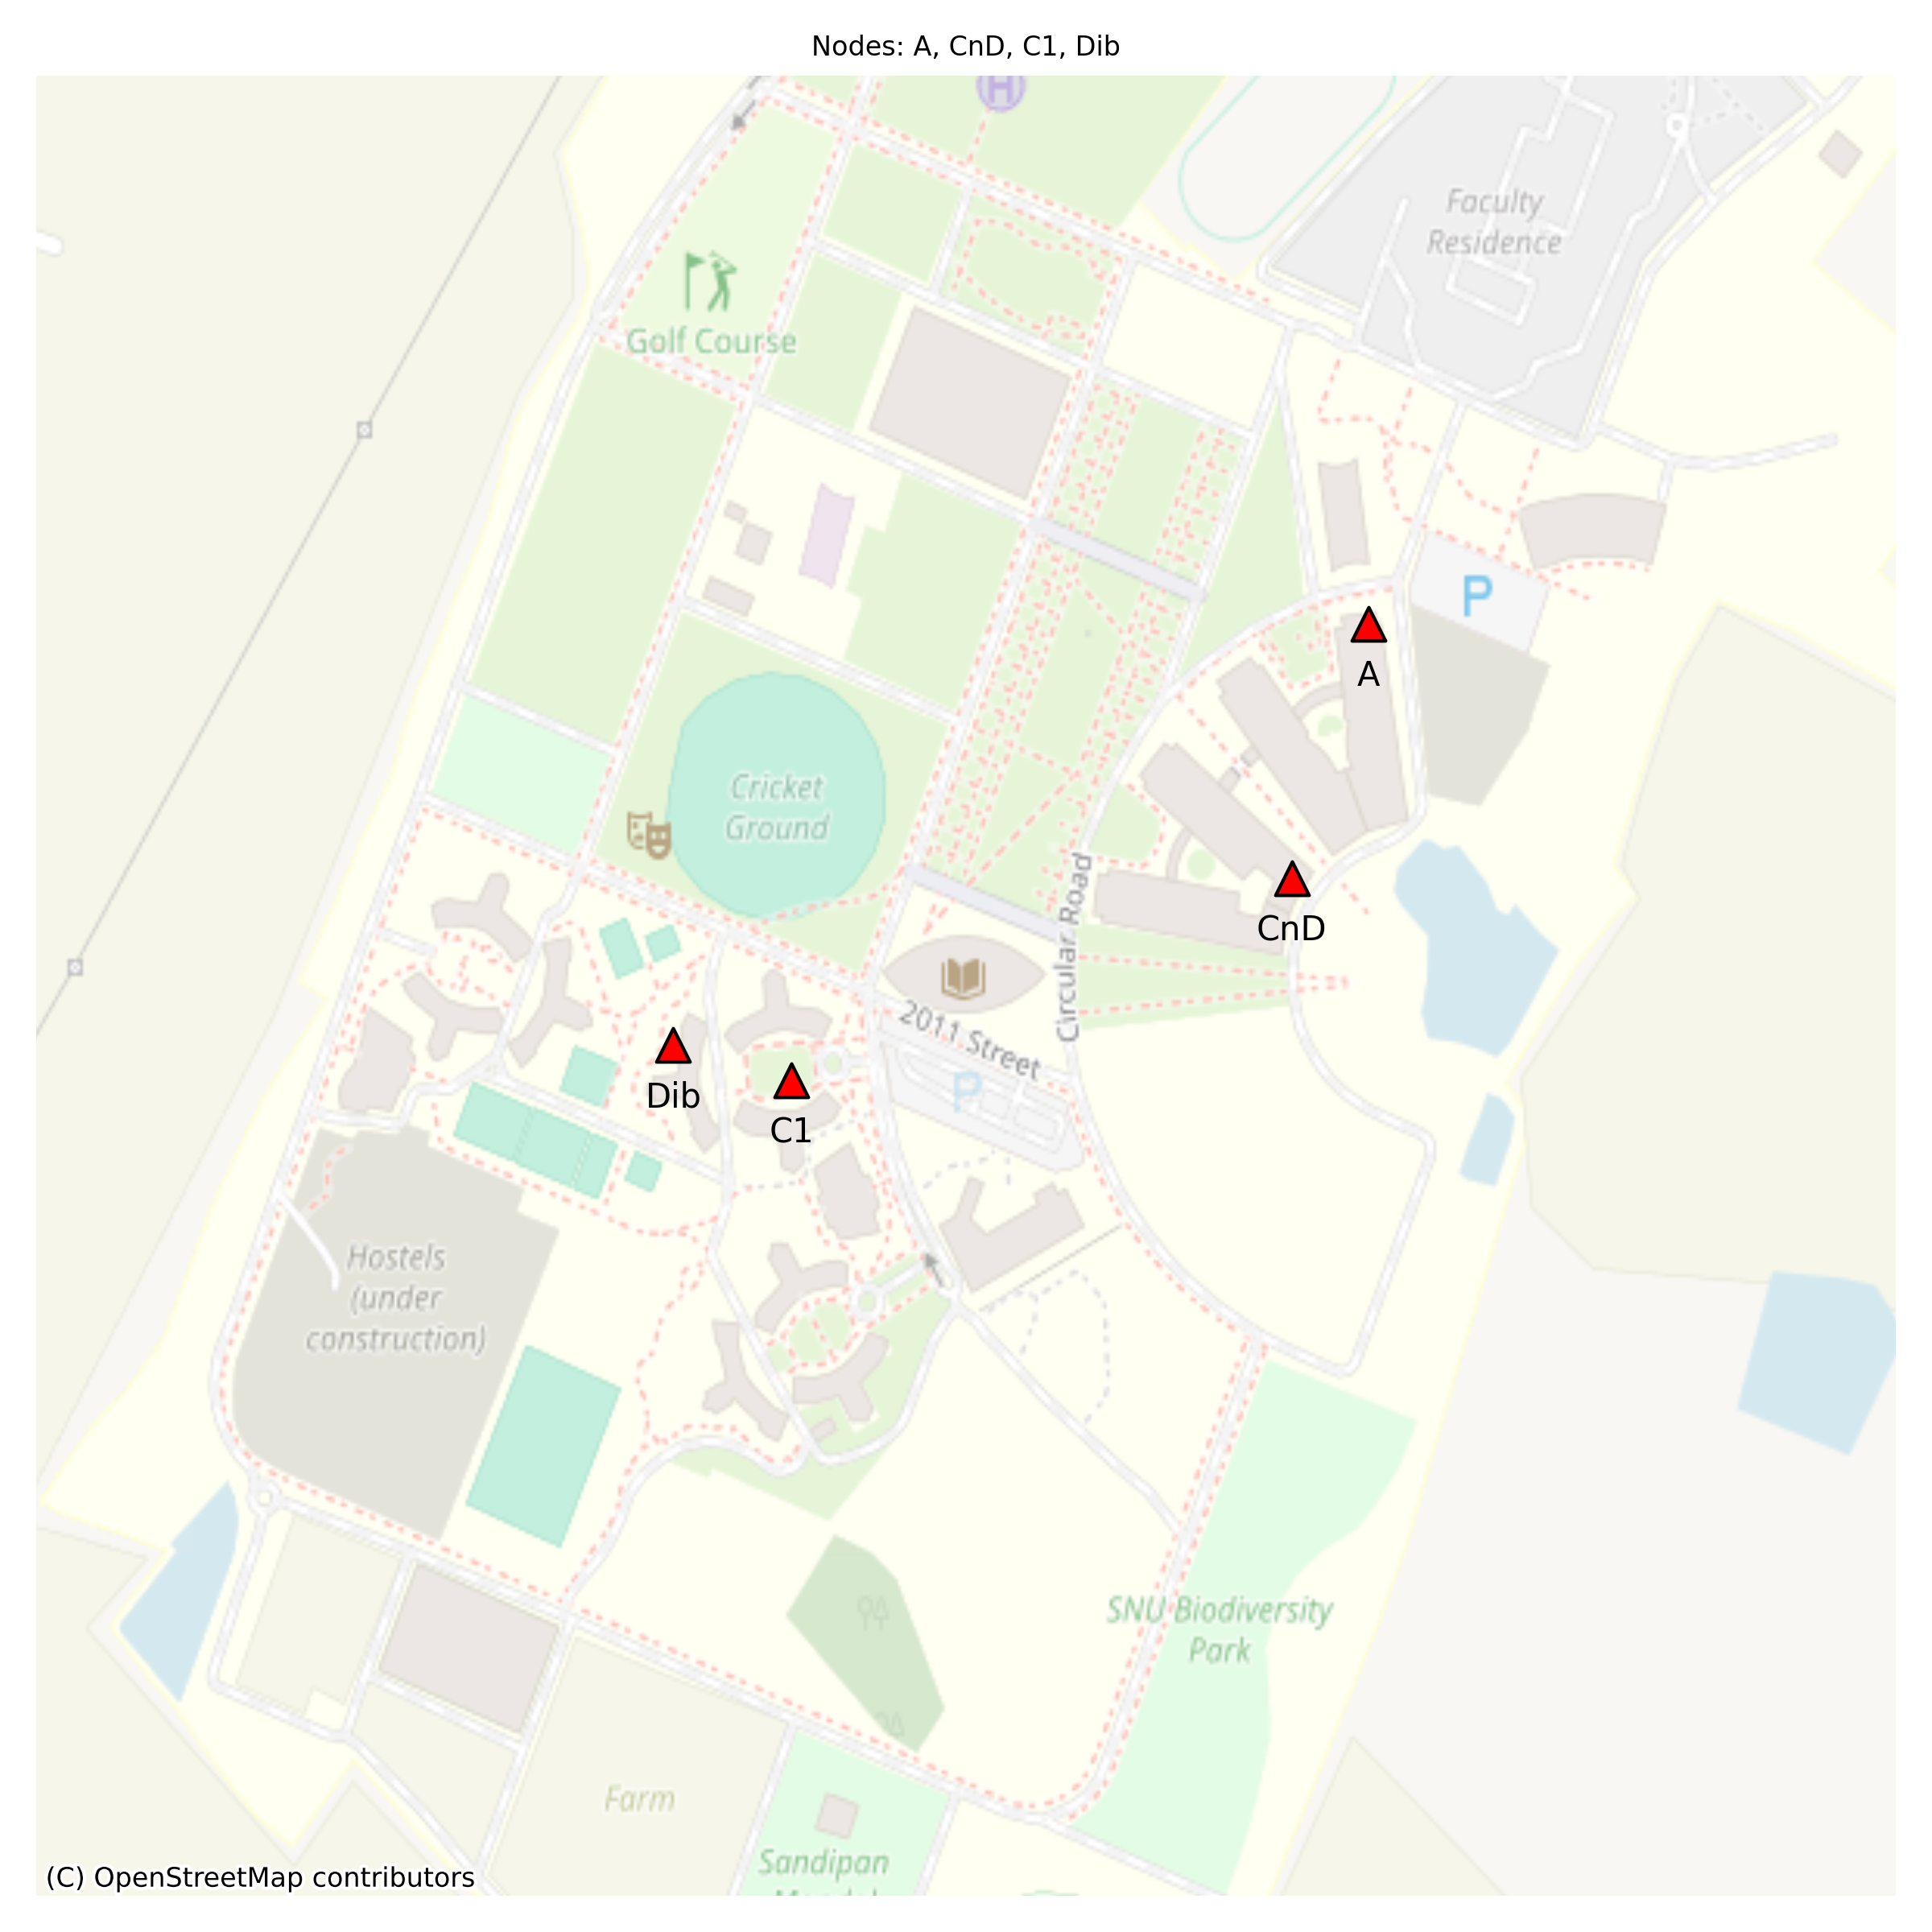 Nodes: A, CnD, C1, Dib
H
Faculty
Residence
Golf Course
P
A
Cricket
Ground
CnD
Circular Road
2011 Street
Dib
C1
P
Hostels
(under
construction)
SNU Biodiversity
Park
Farm
Sandipan
(C) OpenStreetMap contributors